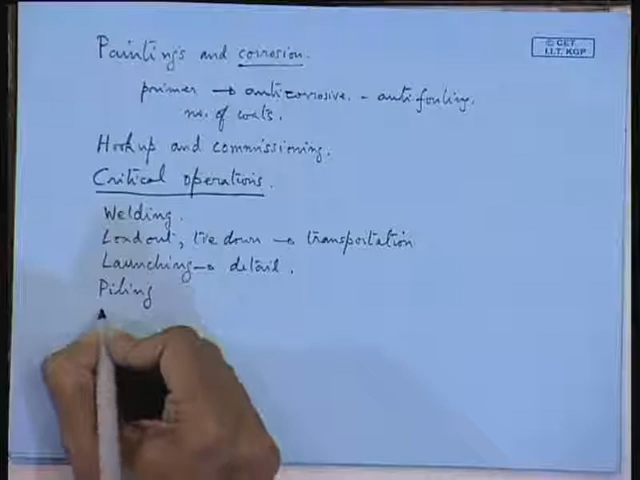 Paintings and corrosion.
© CET
I.I.T. KGP
primer → anticorrosive. - antifouling.
no. of coats.
Hookup and commissioning.
Critical operations.
Welding.
Loadout, tie down → transportation
Launching → detail.
Piling